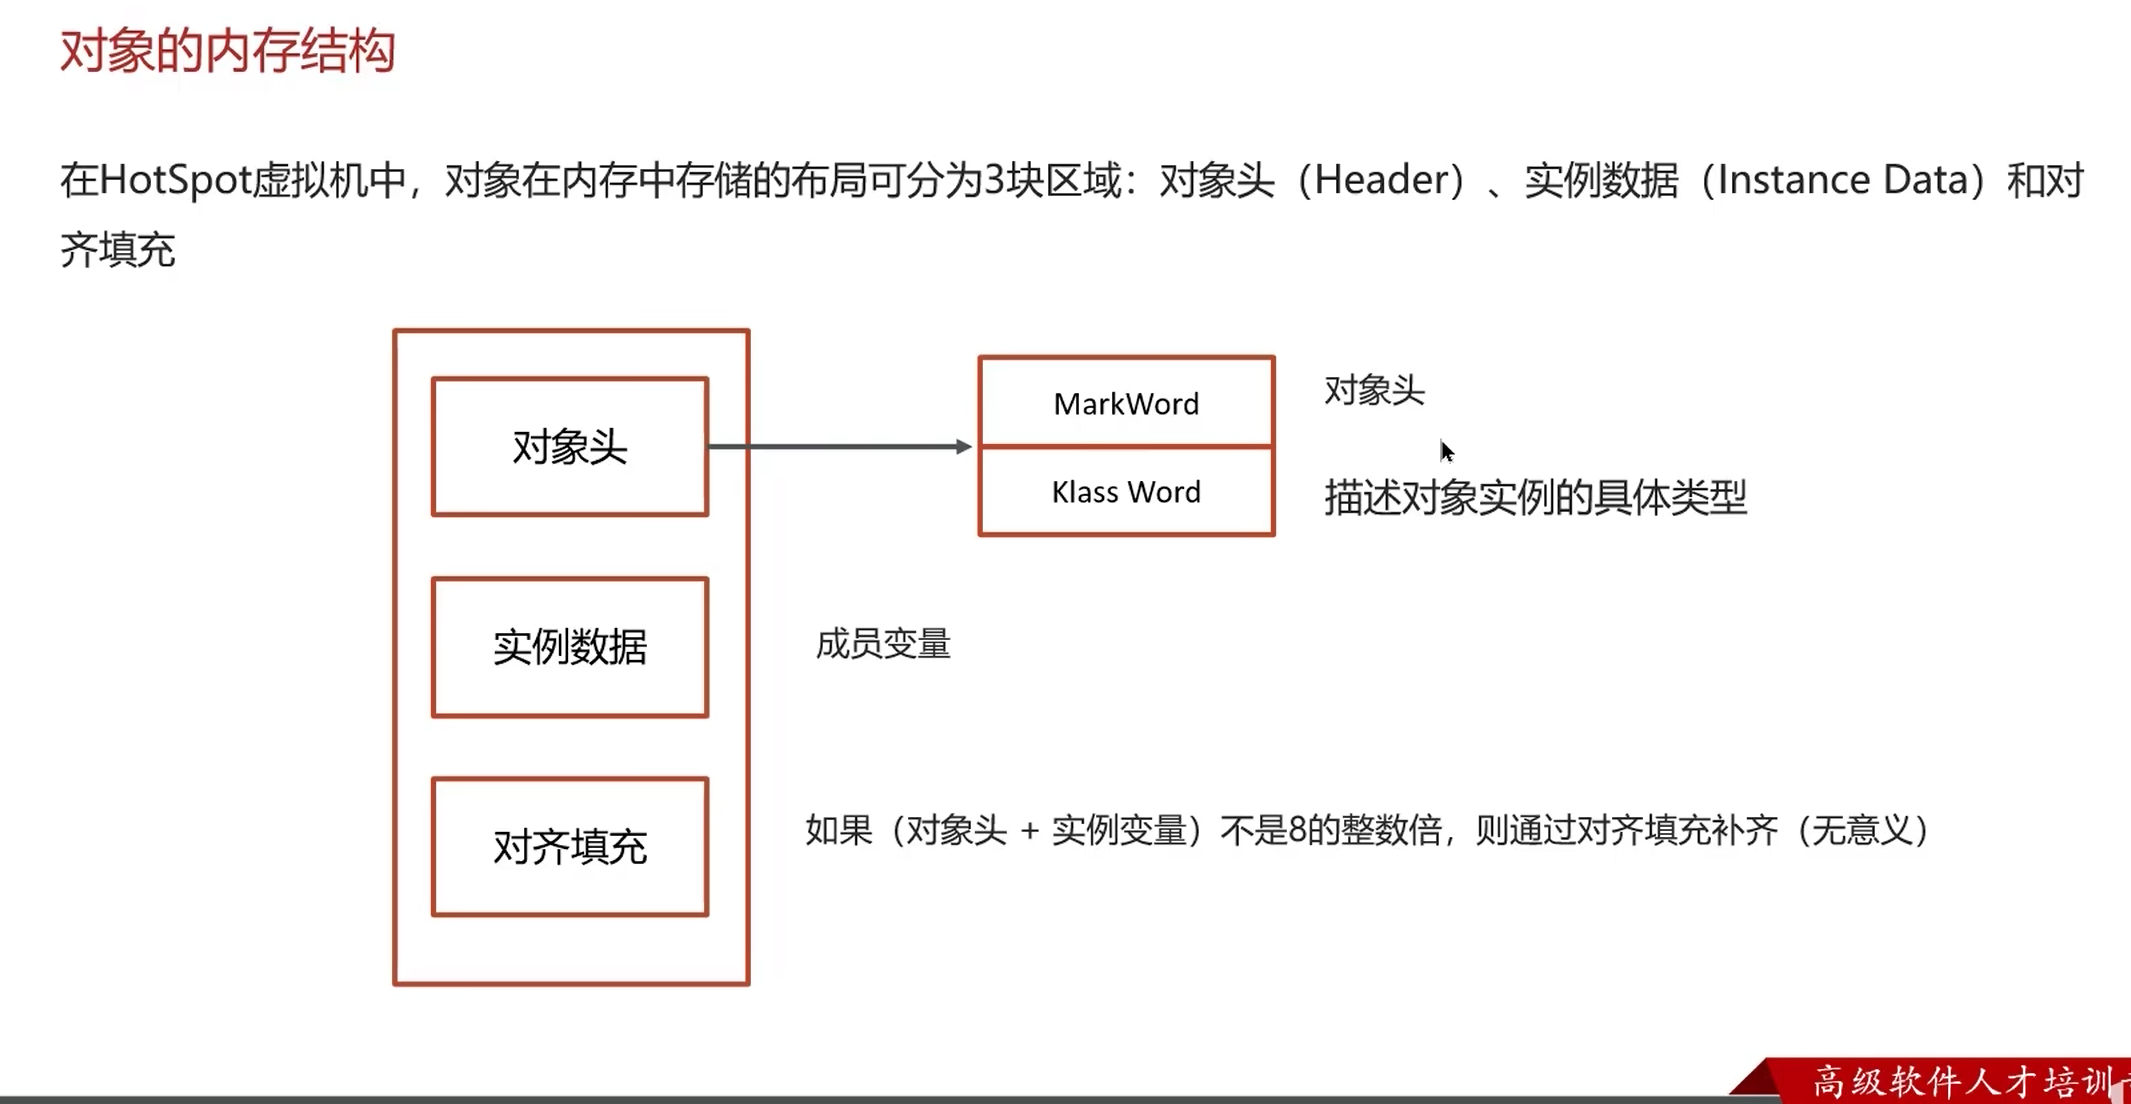 对象的内存结构
在HotSpot虚拟机中，对象在内存中存储的布局可分为3块区域：对象头（Header）、实例数据（Instance Data）和对
齐填充
对象头
MarkWord
对象头
Klass Word
描述对象实例的具体类型
实例数据
成员变量
对齐填充
如果（对象头 + 实例变量）不是8的整数倍，则通过对齐填充补齐（无意义）
高级软件人才培训